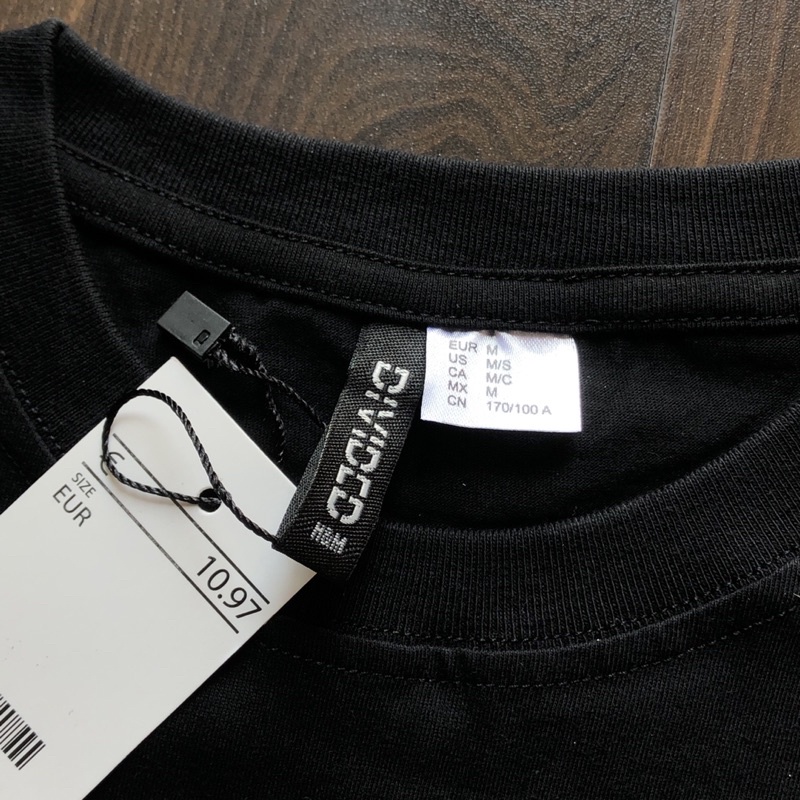 EUR M
US M/S
CA M/C
MX M
CN 170/100 A
DIVIDED
H&M
€
10.97
SIZE
EUR